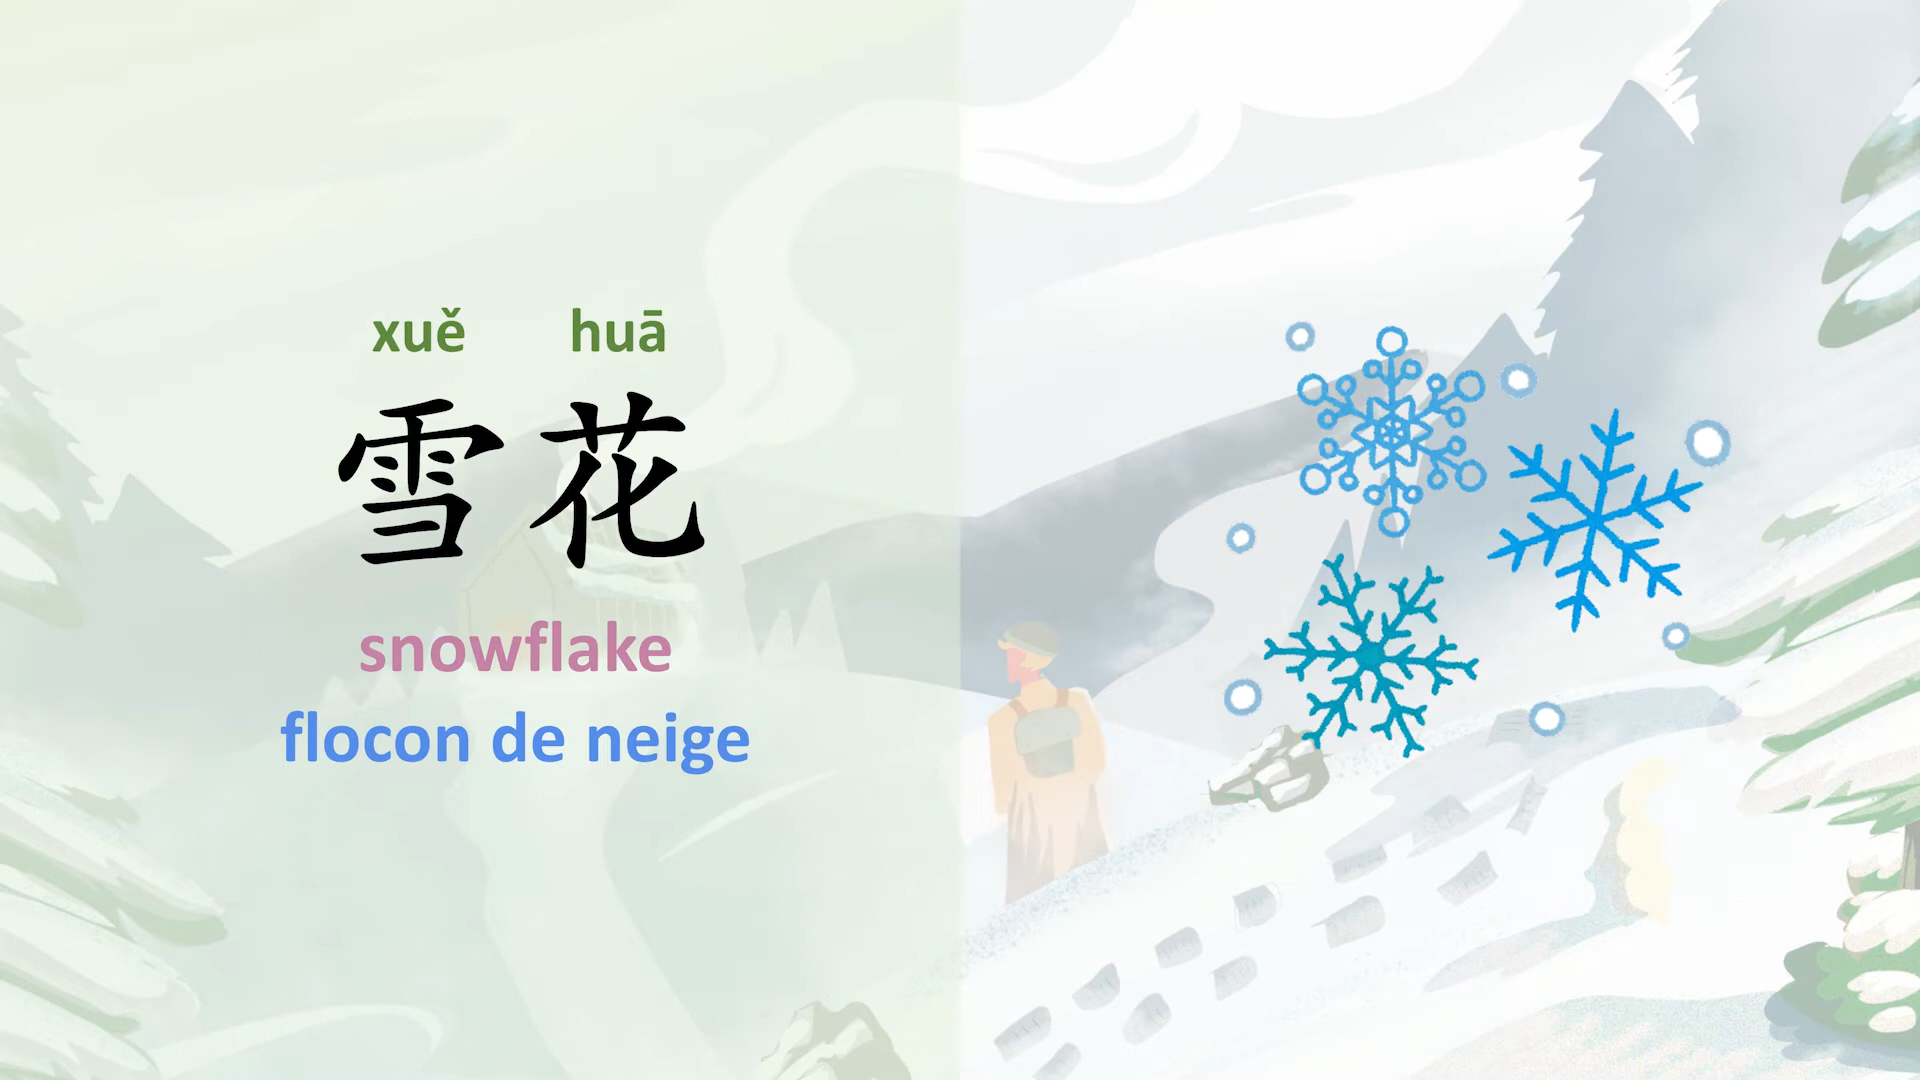 xuě huā
雪花
snowflake
flocon de neige